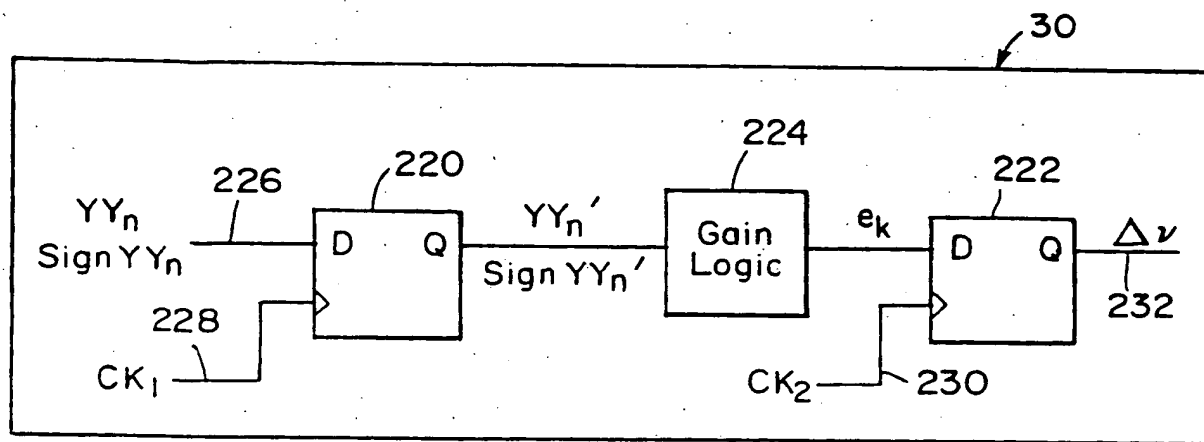 30
226
220
224
222
YYn
Sign YYn
D Q
YYn'
Sign YYn'
Gain
Logic
ek
D Q
Δν
232
228
CK1
CK2
230